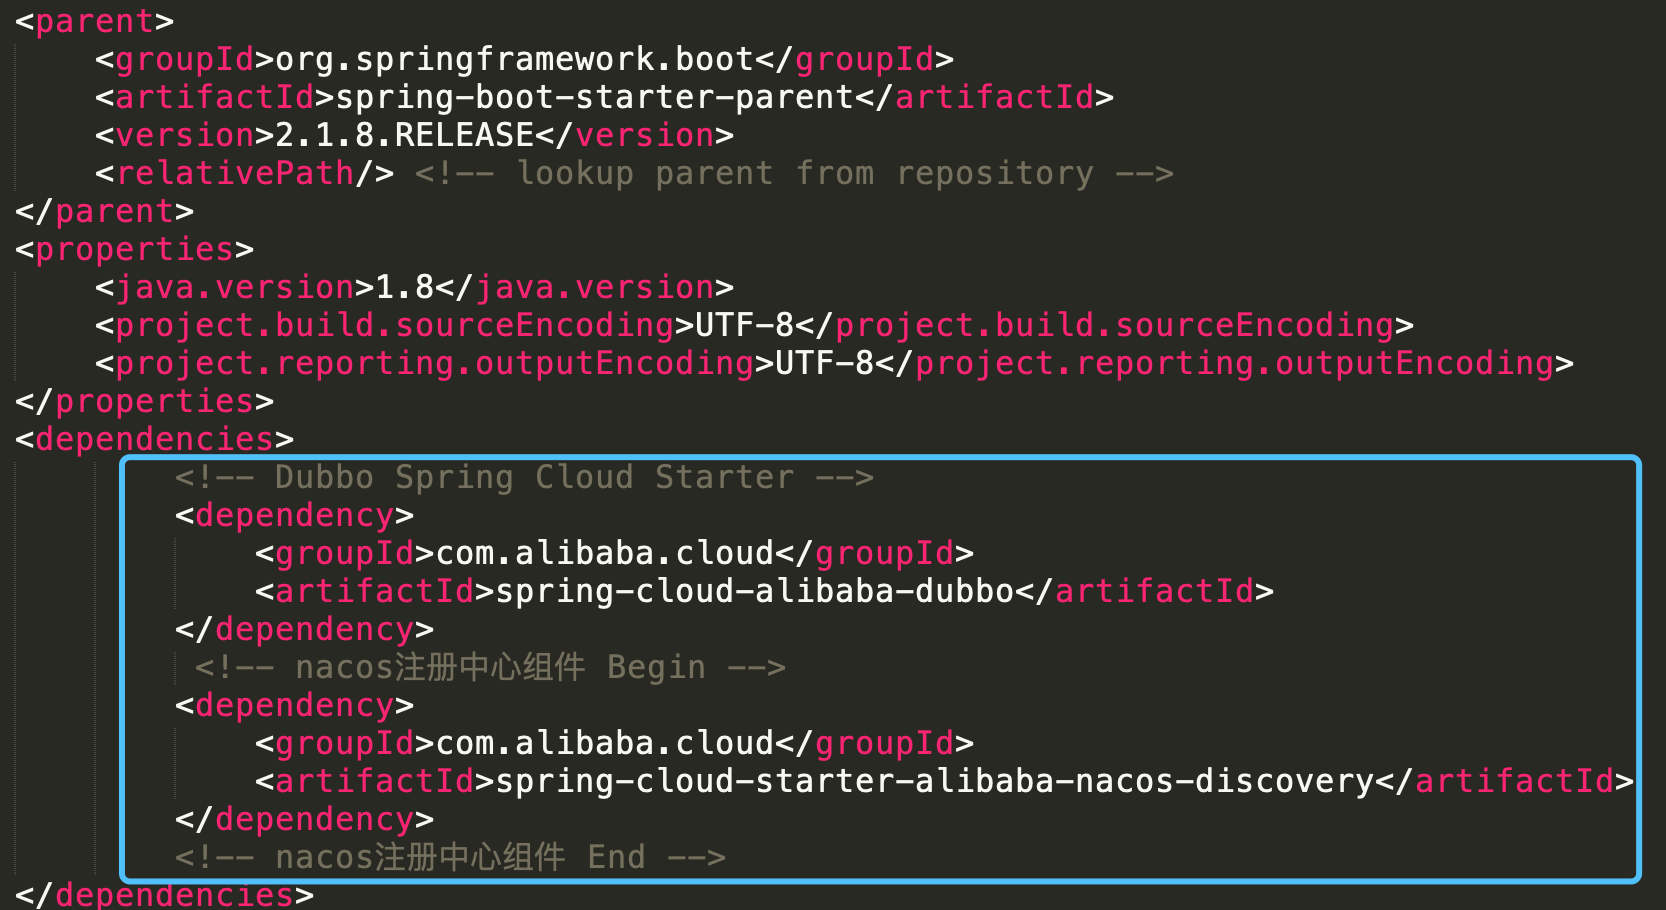 <parent>
<groupId>org.springframework.boot</groupId>
<artifactId>spring-boot-starter-parent</artifactId>
<version>2.1.8.RELEASE</version>
<relativePath/> <!-- lookup parent from repository -->
</parent>
<properties>
<java.version>1.8</java.version>
<project.build.sourceEncoding>UTF-8</project.build.sourceEncoding>
<project.reporting.outputEncoding>UTF-8</project.reporting.outputEncoding>
</properties>
<dependencies>
<!-- Dubbo Spring Cloud Starter -->
<dependency>
<groupId>com.alibaba.cloud</groupId>
<artifactId>spring-cloud-alibaba-dubbo</artifactId>
</dependency>
<!-- nacos注册中心组件 Begin -->
<dependency>
<groupId>com.alibaba.cloud</groupId>
<artifactId>spring-cloud-starter-alibaba-nacos-discovery</artifactId>
</dependency>
<!-- nacos注册中心组件 End -->
</dependencies>